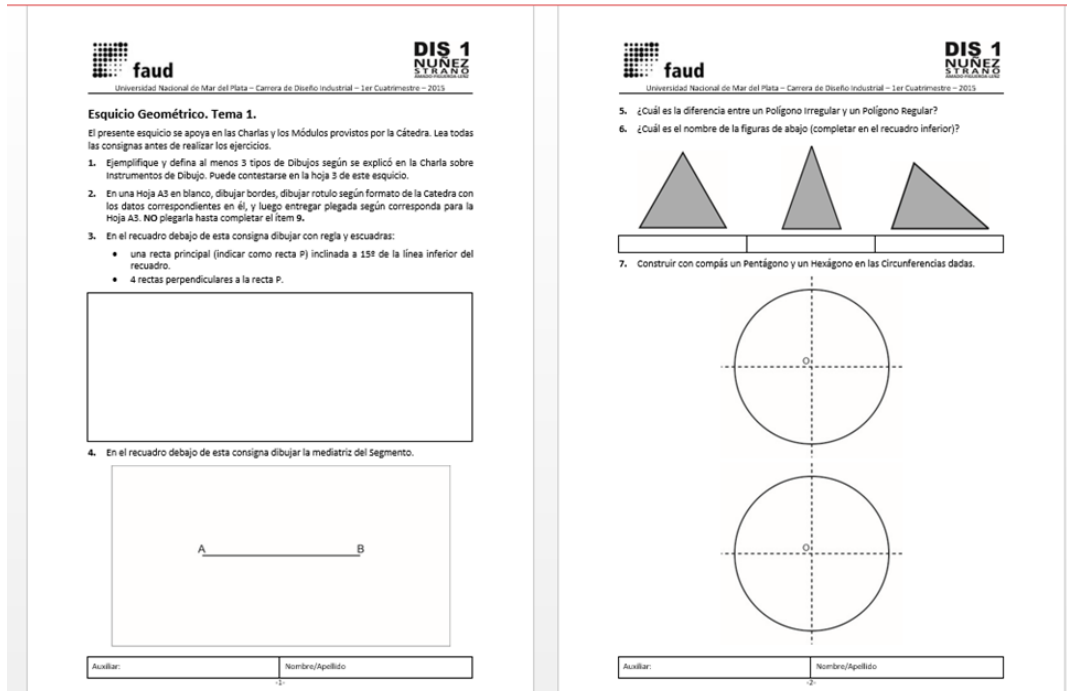 faud
DIS 1
NUÑEZ
STRANO
Universidad Nacional de Mar del Plata – Carrera de Diseño Industrial – 1er Cuatrimestre – 2015
Esquicio Geométrico. Tema 1.
El presente esquicio se apoya en las Charlas y los Módulos provistos por la Cátedra. Lea todas
las consignas antes de realizar los ejercicios.
1. Ejemplifique y defina al menos 3 tipos de Dibujos según se explicó en la Charla sobre
Instrumentos de Dibujo. Puede contestarse en la hoja 3 de este esquicio.
2. En una Hoja A3 en blanco, dibujar bordes, dibujar rotulo según formato de la Catedra con
los datos correspondientes en él, y luego entregar plegada según corresponda para la
Hoja A3. NO plegarla hasta completar el ítem 9.
3. En el recuadro debajo de esta consigna dibujar con regla y escuadras:
• una recta principal (indicar como recta P) inclinada a 15º de la línea inferior del
recuadro.
• 4 rectas perpendiculares a la recta P.
4. En el recuadro debajo de esta consigna dibujar la mediatriz del Segmento.
A B
Auxiliar: Nombre/Apellido
-1-
faud
DIS 1
NUÑEZ
STRANO
Universidad Nacional de Mar del Plata – Carrera de Diseño Industrial – 1er Cuatrimestre – 2015
5. ¿Cuál es la diferencia entre un Polígono Irregular y un Polígono Regular?
6. ¿Cuál es el nombre de la figuras de abajo (completar en el recuadro inferior)?
7. Construir con compás un Pentágono y un Hexágono en las Circunferencias dadas.
O
O
Auxiliar: Nombre/Apellido
-2-